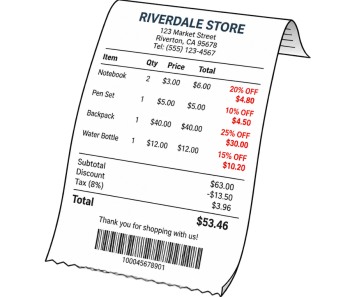 RIVERDALE STORE
123 Market Street
Riverton, CA 95678
Tel: (555) 123-4567
Item Qty Price Total
Notebook 2 $3.00 $6.00 20% OFF
$4.80
Pen Set 1 $5.00 $5.00 10% OFF
$4.50
Backpack 1 $40.00 $40.00 25% OFF
$30.00
Water Bottle 1 $12.00 $12.00 15% OFF
$10.20
Subtotal $63.00
Discount -$13.50
Tax (8%) $3.96
Total $53.46
Thank you for shopping with us!
100045678901